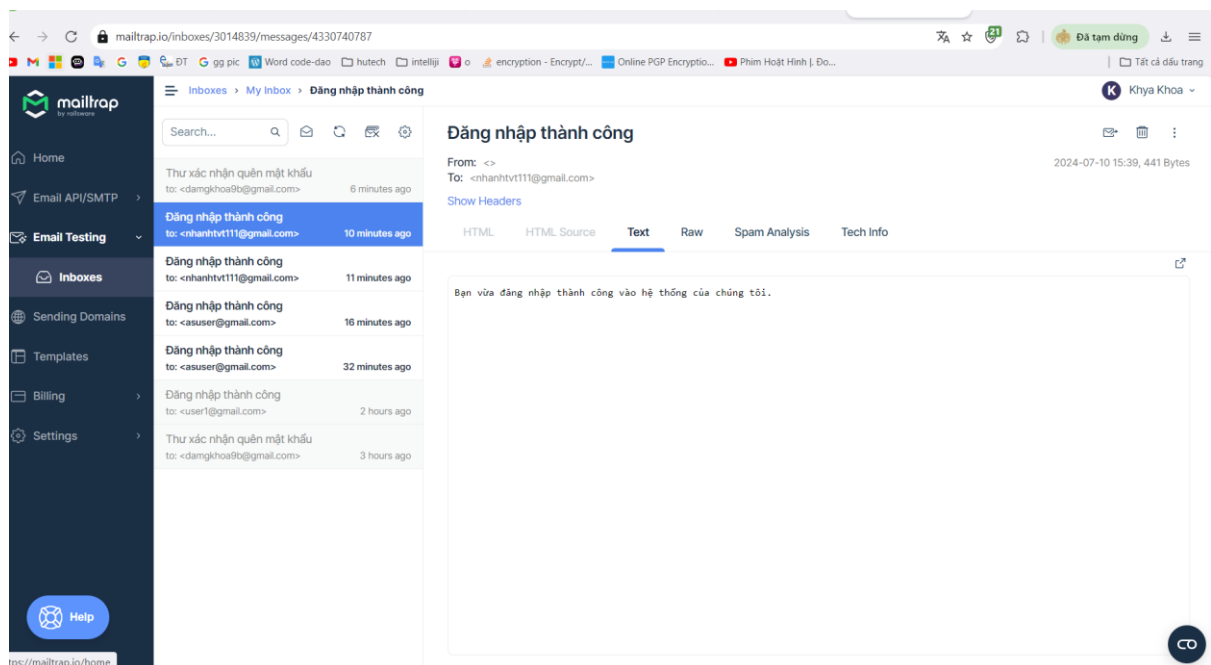 mailtrap.io/inboxes/3014839/messages/4330740787
21
Đã tạm dừng
ĐT
gg pic
Word code-dao
hutech
intellij
o
encryption - Encrypt/...
Online PGP Encryptio...
Phim Hoạt Hình |. Đo...
Tất cả dấu trang
mailtrap
by railsware
Home
Email API/SMTP
Email Testing
Inboxes
Sending Domains
Templates
Billing
Settings
Help
tps://mailtrap.io/home
Inboxes › My Inbox › Đăng nhập thành công
K Khya Khoa
Search...
Thư xác nhận quên mật khẩu
to: <damgkhoa9b@gmail.com> 6 minutes ago
Đăng nhập thành công
to: <nhanhtvt111@gmail.com> 10 minutes ago
Đăng nhập thành công
to: <nhanhtvt111@gmail.com> 11 minutes ago
Đăng nhập thành công
to: <asuser@gmail.com> 16 minutes ago
Đăng nhập thành công
to: <asuser@gmail.com> 32 minutes ago
Đăng nhập thành công
to: <user1@gmail.com> 2 hours ago
Thư xác nhận quên mật khẩu
to: <damgkhoa9b@gmail.com> 3 hours ago
Đăng nhập thành công
From: <>
2024-07-10 15:39, 441 Bytes
To: <nhanhtvt111@gmail.com>
Show Headers
HTML HTML Source Text Raw Spam Analysis Tech Info
Bạn vừa đăng nhập thành công vào hệ thống của chúng tôi.